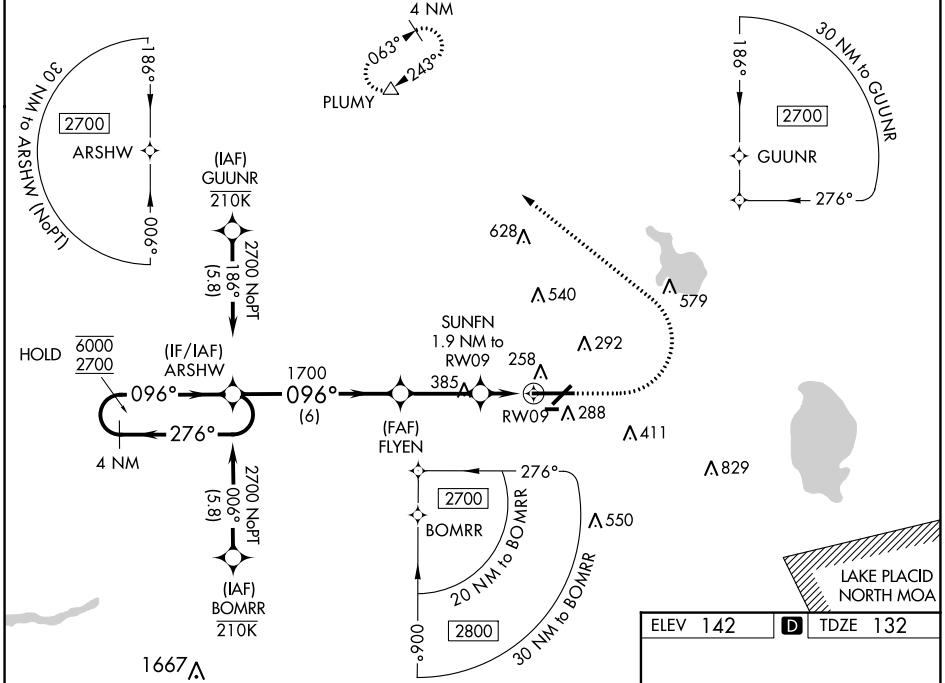 4 NM
063°
243°
PLUMY
30 NM to ARSHW (NoPT)
186°
2700
ARSHW
006°
30 NM to GUUNR
186°
2700
GUUNR
276°
(IAF)
GUUNR
210K
2700 NoPT
186°
(5.8)
628
540
579
292
SUNFN
1.9 NM to
RW09
258
385
HOLD
6000
2700
(IF/IAF)
ARSHW
096°
1700
096°
(6)
276°
4 NM
(FAF)
FLYEN
RW09
288
411
829
2700 NoPT
006°
(5.8)
(IAF)
BOMRR
210K
276°
2700
BOMRR
20 NM to BOMRR
550
006°
2800
30 NM to BOMRR
LAKE PLACID
NORTH MOA
1667
ELEV 142 D TDZE 132